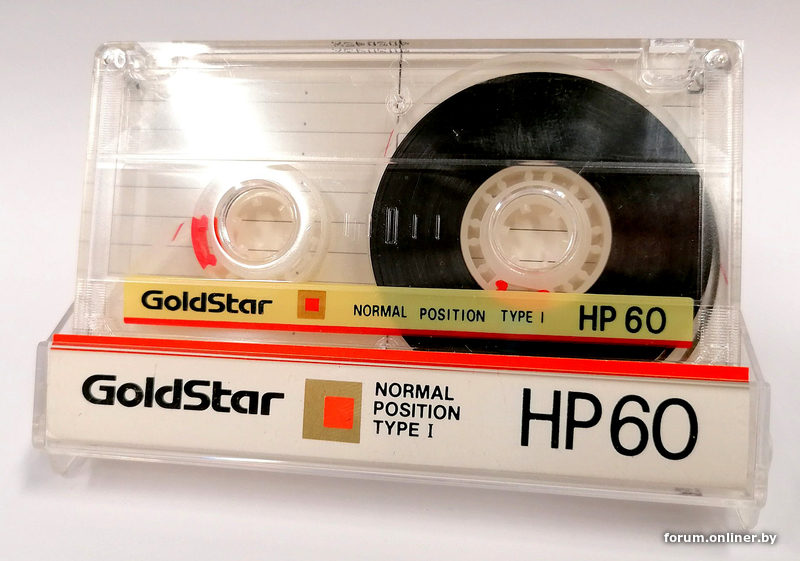 GoldStar
NORMAL POSITION TYPE I
HP 60
GoldStar
NORMAL
POSITION
TYPE I
HP60
forum.onliner.by